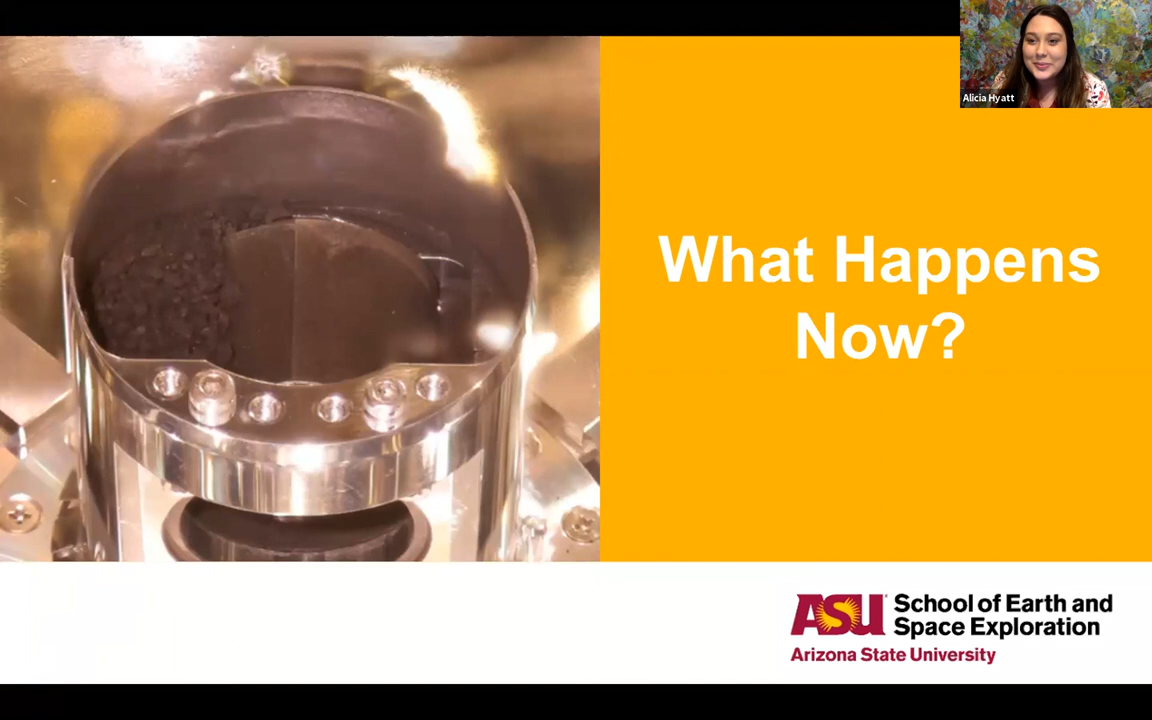 Alicia Hyatt
What Happens
Now?
ASU
School of Earth and
Space Exploration
Arizona State University